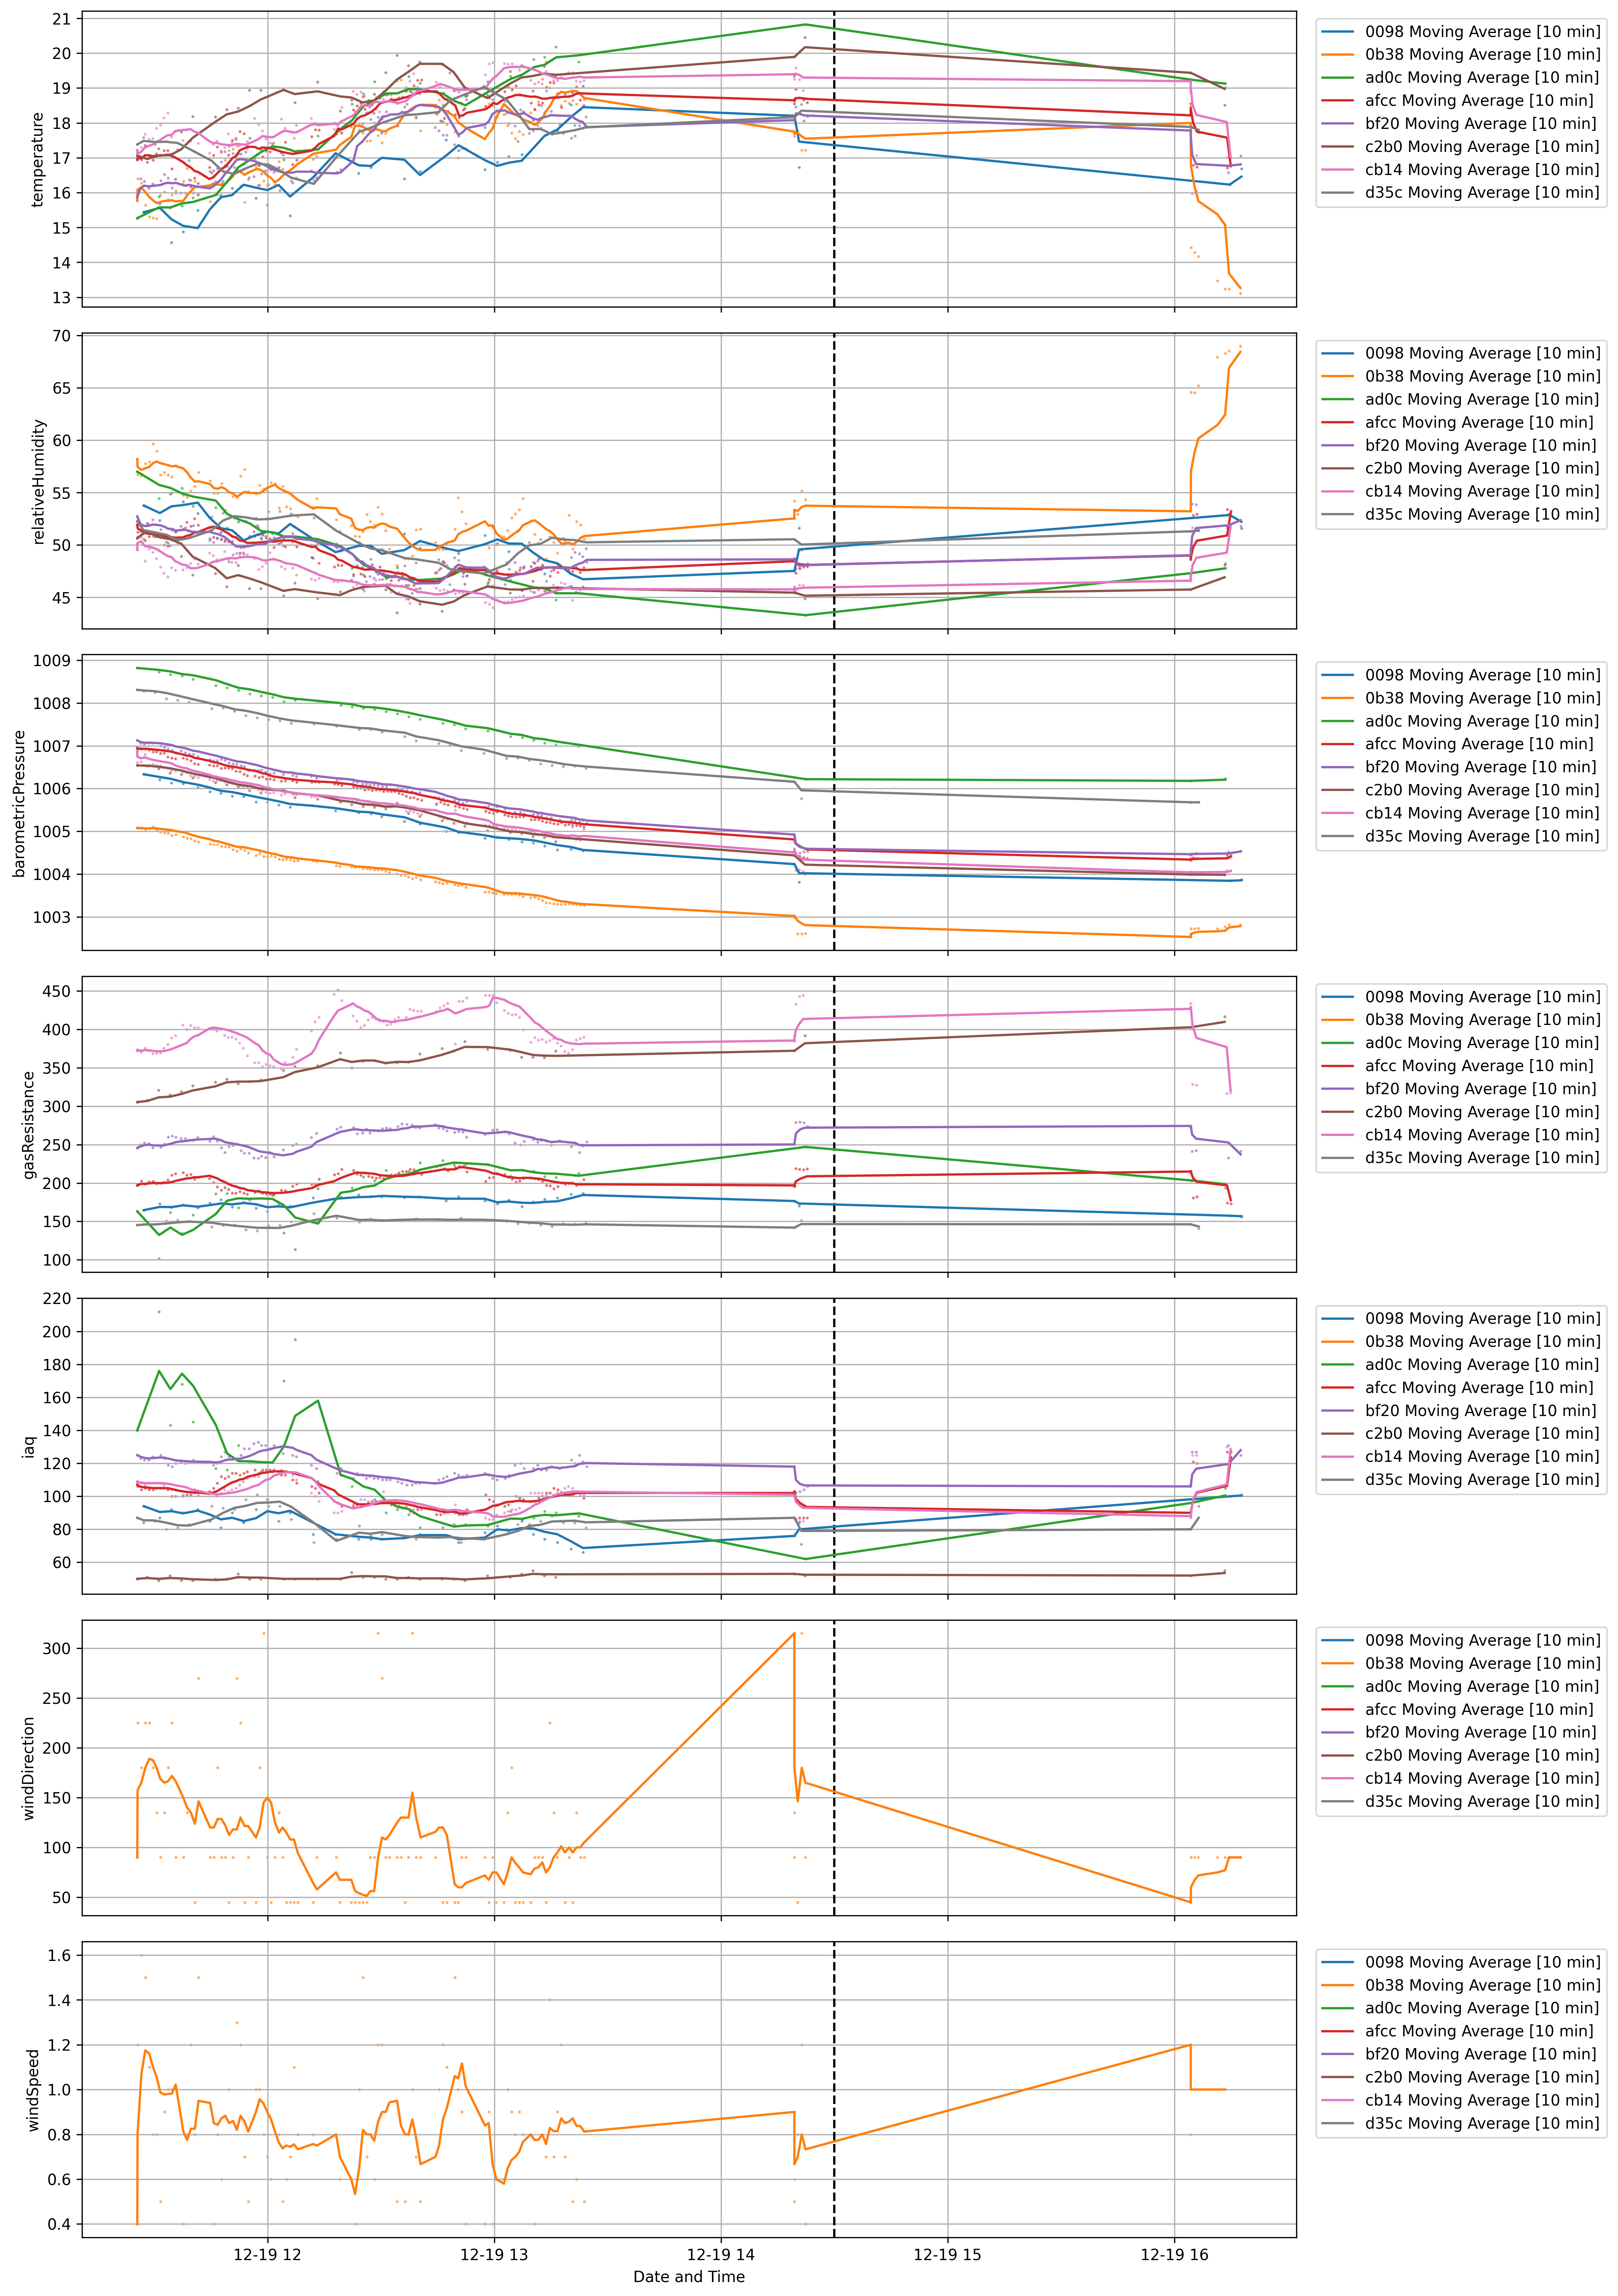 21
20
19
18
17
16
15
14
13
temperature
0098 Moving Average [10 min]
0b38 Moving Average [10 min]
ad0c Moving Average [10 min]
afcc Moving Average [10 min]
bf20 Moving Average [10 min]
c2b0 Moving Average [10 min]
cb14 Moving Average [10 min]
d35c Moving Average [10 min]
70
65
60
55
50
45
relativeHumidity
0098 Moving Average [10 min]
0b38 Moving Average [10 min]
ad0c Moving Average [10 min]
afcc Moving Average [10 min]
bf20 Moving Average [10 min]
c2b0 Moving Average [10 min]
cb14 Moving Average [10 min]
d35c Moving Average [10 min]
1009
1008
1007
1006
1005
1004
1003
barometricPressure
0098 Moving Average [10 min]
0b38 Moving Average [10 min]
ad0c Moving Average [10 min]
afcc Moving Average [10 min]
bf20 Moving Average [10 min]
c2b0 Moving Average [10 min]
cb14 Moving Average [10 min]
d35c Moving Average [10 min]
450
400
350
300
250
200
150
100
gasResistance
0098 Moving Average [10 min]
0b38 Moving Average [10 min]
ad0c Moving Average [10 min]
afcc Moving Average [10 min]
bf20 Moving Average [10 min]
c2b0 Moving Average [10 min]
cb14 Moving Average [10 min]
d35c Moving Average [10 min]
220
200
180
160
140
120
100
80
60
iaq
0098 Moving Average [10 min]
0b38 Moving Average [10 min]
ad0c Moving Average [10 min]
afcc Moving Average [10 min]
bf20 Moving Average [10 min]
c2b0 Moving Average [10 min]
cb14 Moving Average [10 min]
d35c Moving Average [10 min]
300
250
200
150
100
50
windDirection
0098 Moving Average [10 min]
0b38 Moving Average [10 min]
ad0c Moving Average [10 min]
afcc Moving Average [10 min]
bf20 Moving Average [10 min]
c2b0 Moving Average [10 min]
cb14 Moving Average [10 min]
d35c Moving Average [10 min]
1.6
1.4
1.2
1.0
0.8
0.6
0.4
windSpeed
0098 Moving Average [10 min]
0b38 Moving Average [10 min]
ad0c Moving Average [10 min]
afcc Moving Average [10 min]
bf20 Moving Average [10 min]
c2b0 Moving Average [10 min]
cb14 Moving Average [10 min]
d35c Moving Average [10 min]
12-19 12
12-19 13
12-19 14
12-19 15
12-19 16
Date and Time